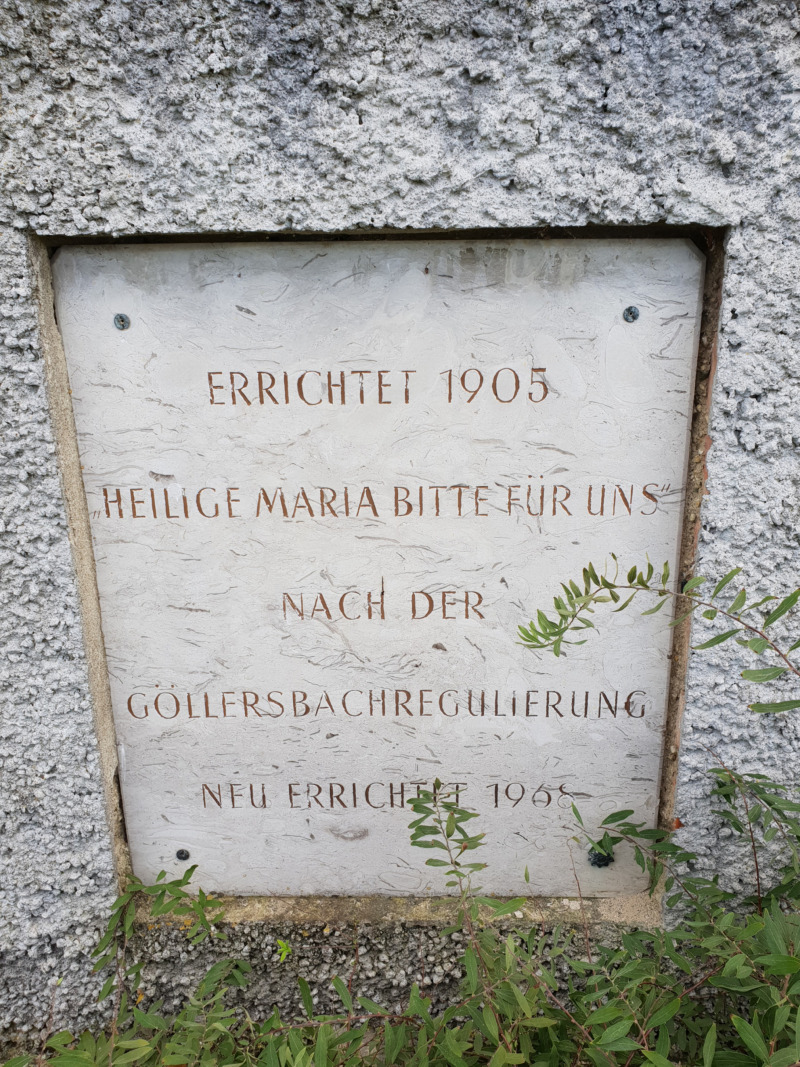 ERRICHTET 1905
„HEILIGE MARIA BITTE FÜR UNS"
NACH DER
GÖLLERSBACHREGULIERUNG
NEU ERRICHTET 1968